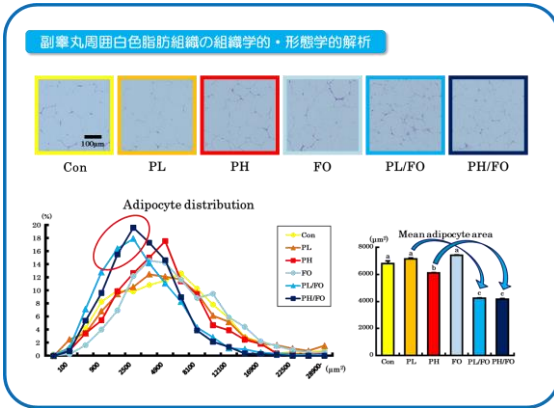 副睾丸周囲白色脂肪組織の組織学的・形態学的解析
100μm
Con PL PH FO PL/FO PH/FO
Adipocyte distribution
(%)
20
18
16
14
12
10
8
6
4
2
0
-100 900 2500 4900 8100 12100 16900 22500 28900- (μm²)
Con
PL
PH
FO
PL/FO
PH/FO
Mean adipocyte area
(μm²)
8000
6000
4000
2000
0
a a b a c c
Con PL PH FO PL/FO PH/FO